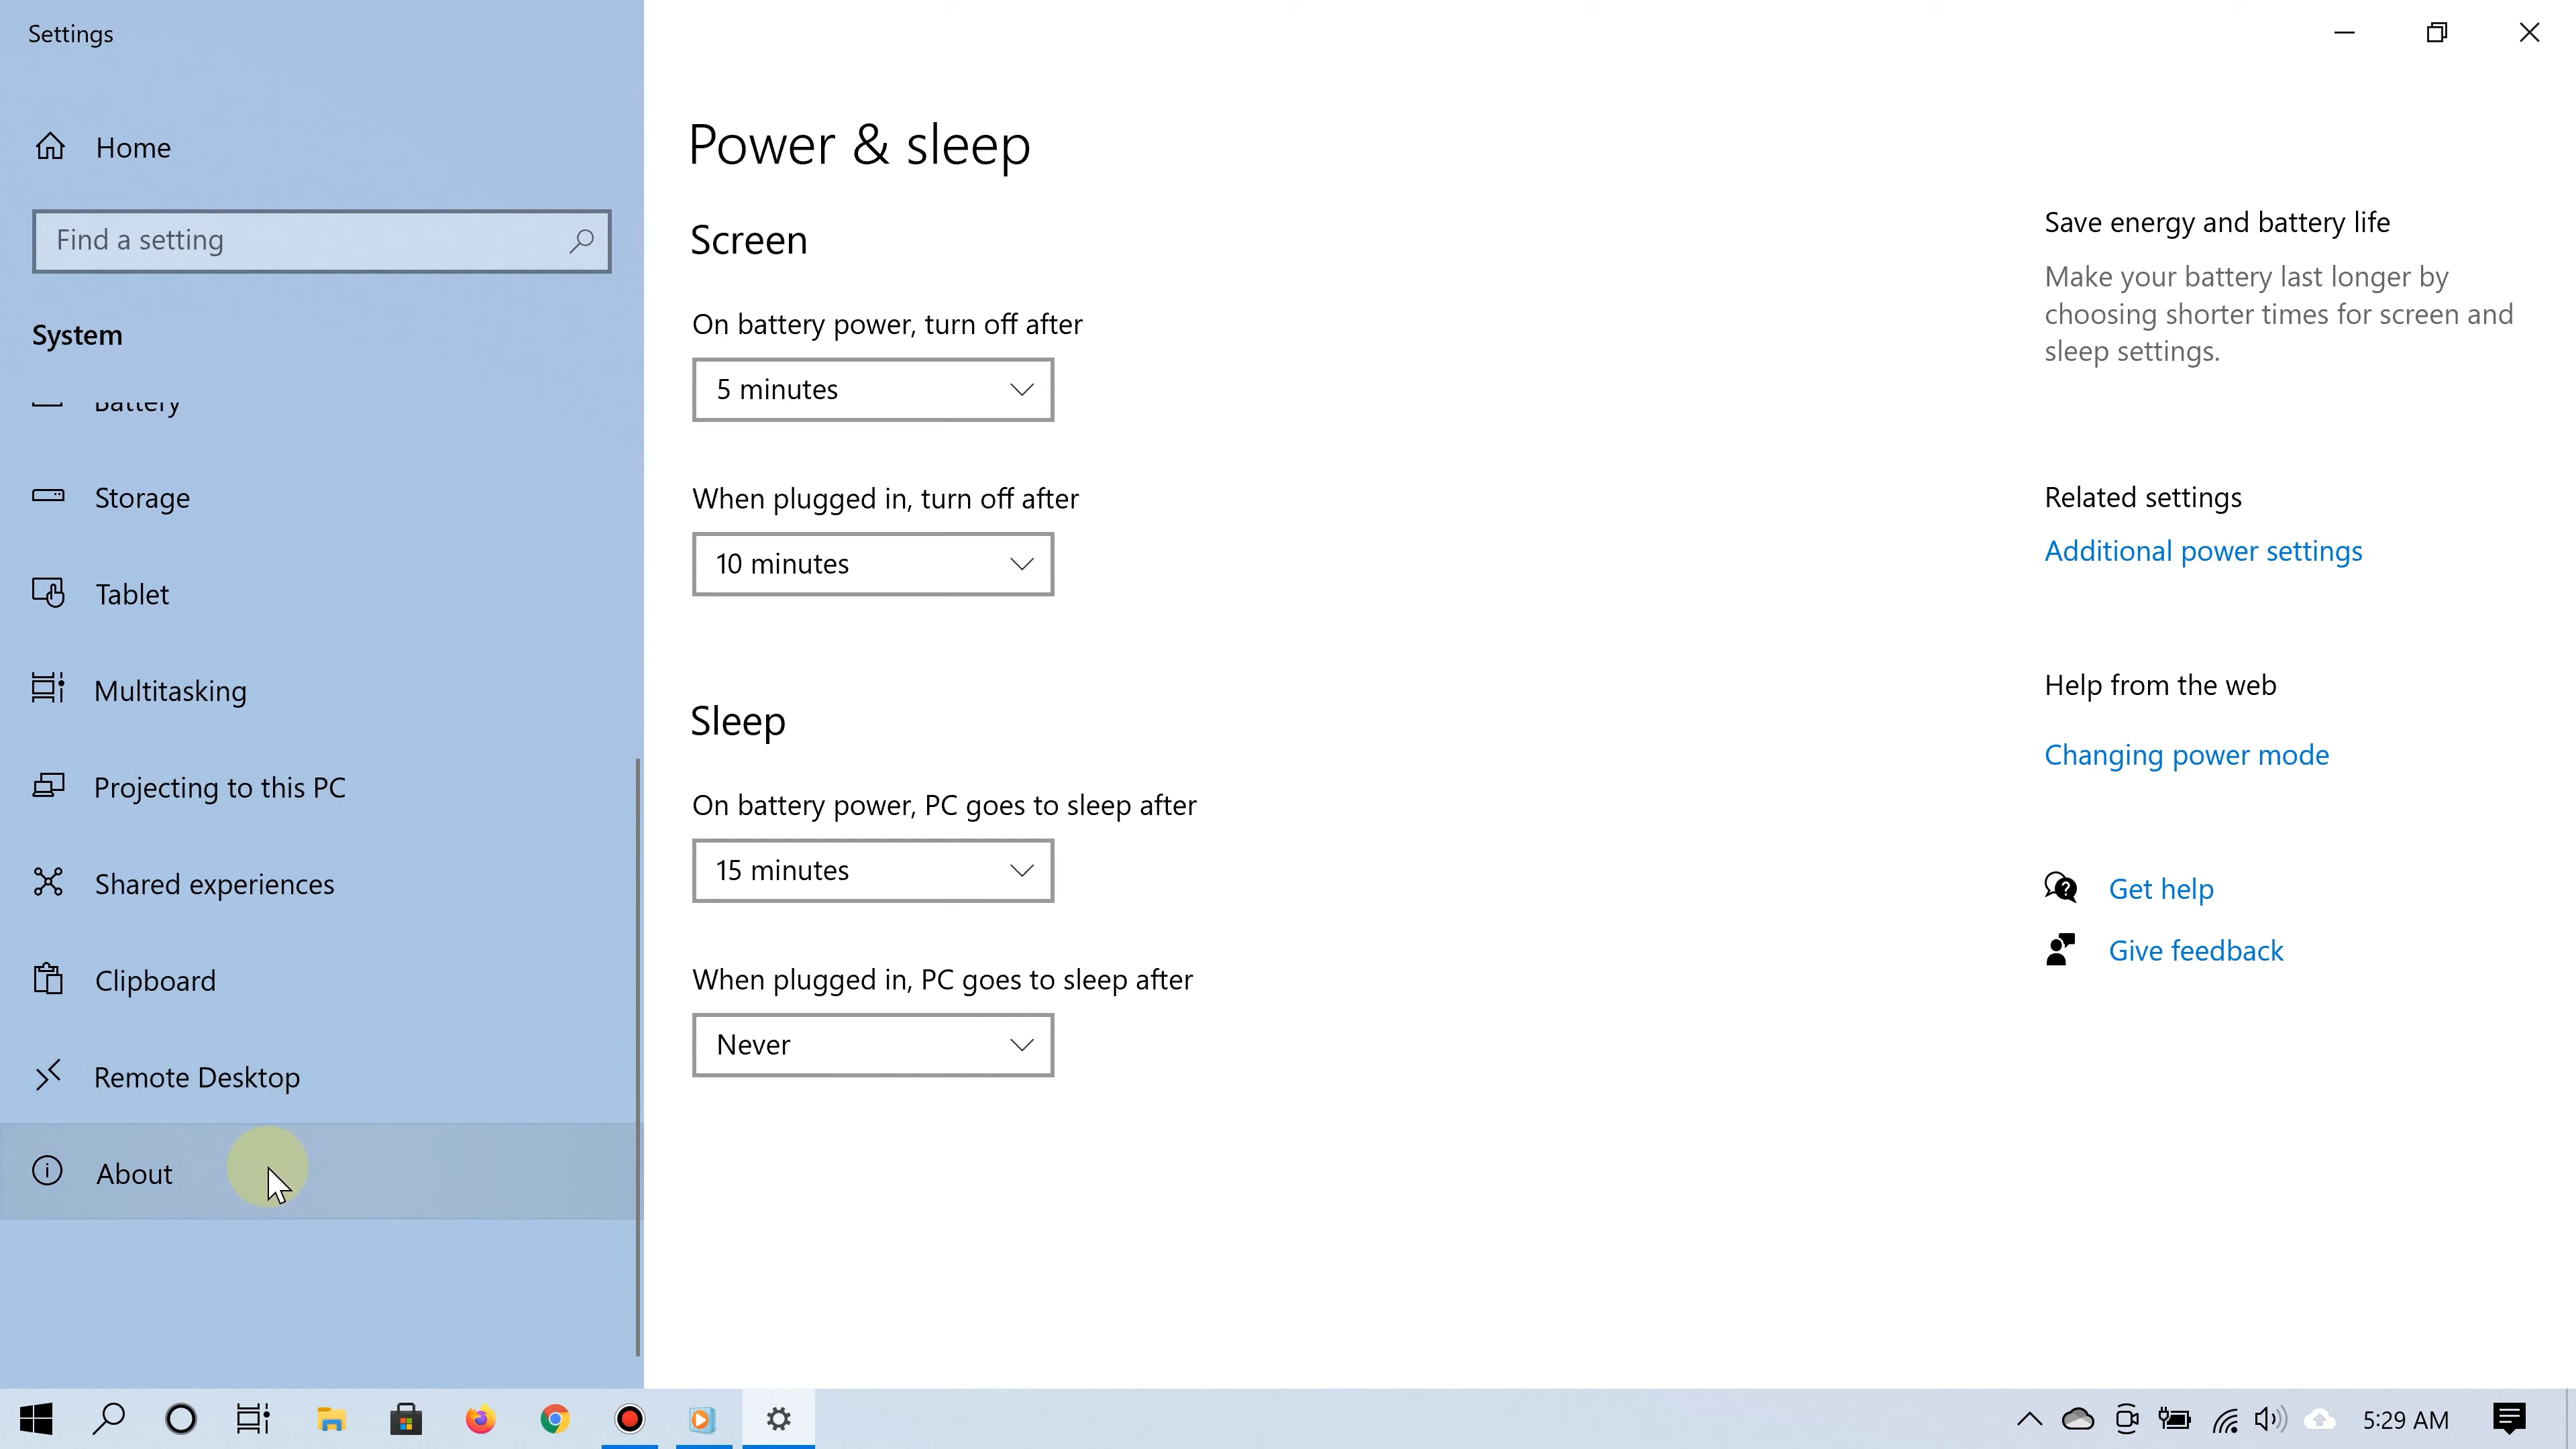 Settings
Home
Find a setting
System
Battery
Storage
Tablet
Multitasking
Projecting to this PC
Shared experiences
Clipboard
Remote Desktop
About
Power & sleep
Screen
On battery power, turn off after
5 minutes
When plugged in, turn off after
10 minutes
Sleep
On battery power, PC goes to sleep after
15 minutes
When plugged in, PC goes to sleep after
Never
Save energy and battery life
Make your battery last longer by
choosing shorter times for screen and
sleep settings.
Related settings
Additional power settings
Help from the web
Changing power mode
Get help
Give feedback
5:29 AM